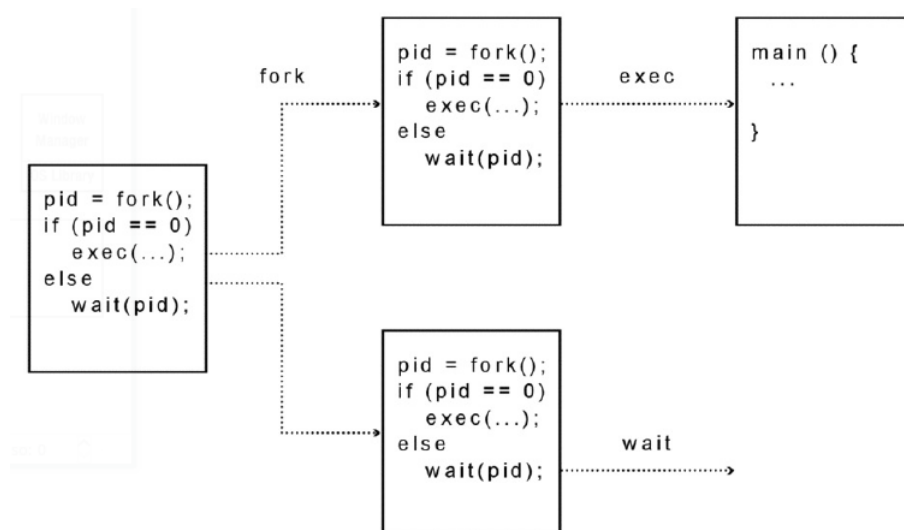 fork
pid = fork();
if (pid == 0)
exec(...);
else
wait(pid);
exec
main () {
...
}
pid = fork();
if (pid == 0)
exec(...);
else
wait(pid);
pid = fork();
if (pid == 0)
exec(...);
else
wait(pid);
wait